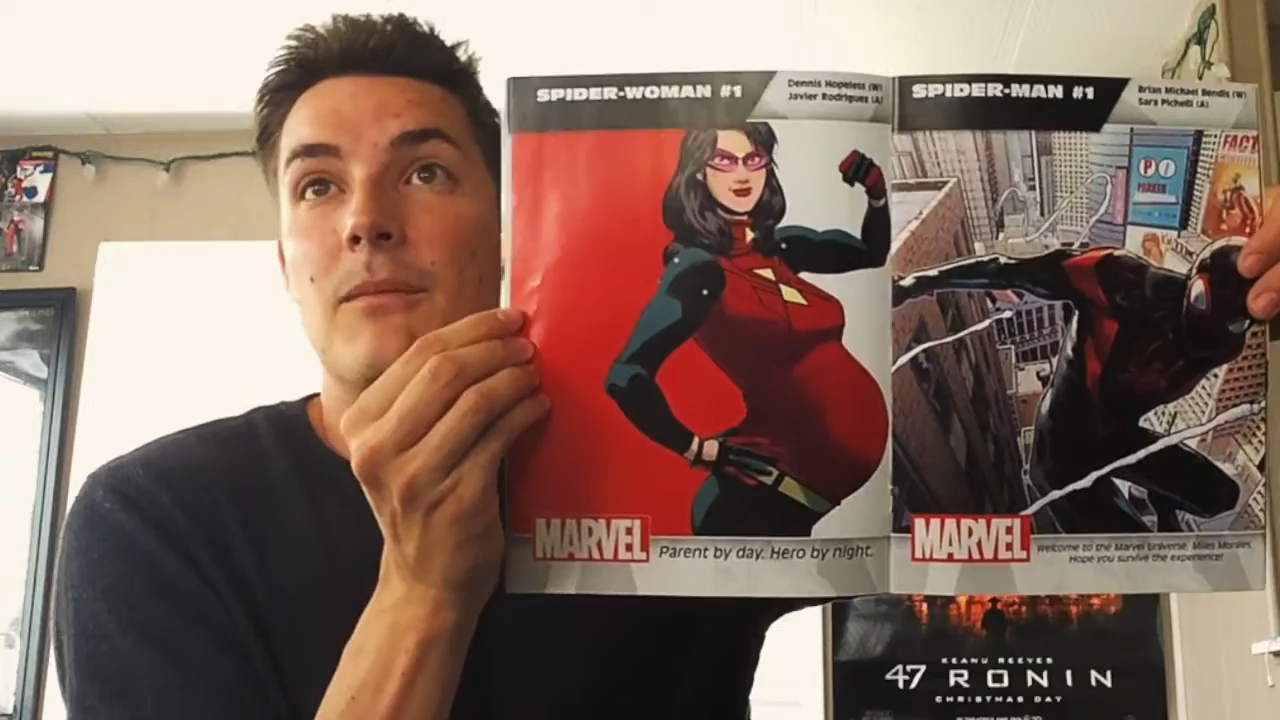 SPIDER-WOMAN #1
Dennis Hopeless (W)
Javier Rodriguez (A)
MARVEL
Parent by day. Hero by night.
SPIDER-MAN #1
Brian Michael Bendis (W)
Sara Pichelli (A)
FACT
MARVEL
Welcome to the Marvel Universe, Miles Morales.
Hope you survive the experience!
KEANU REEVES
47 RONIN
CHRISTMAS DAY